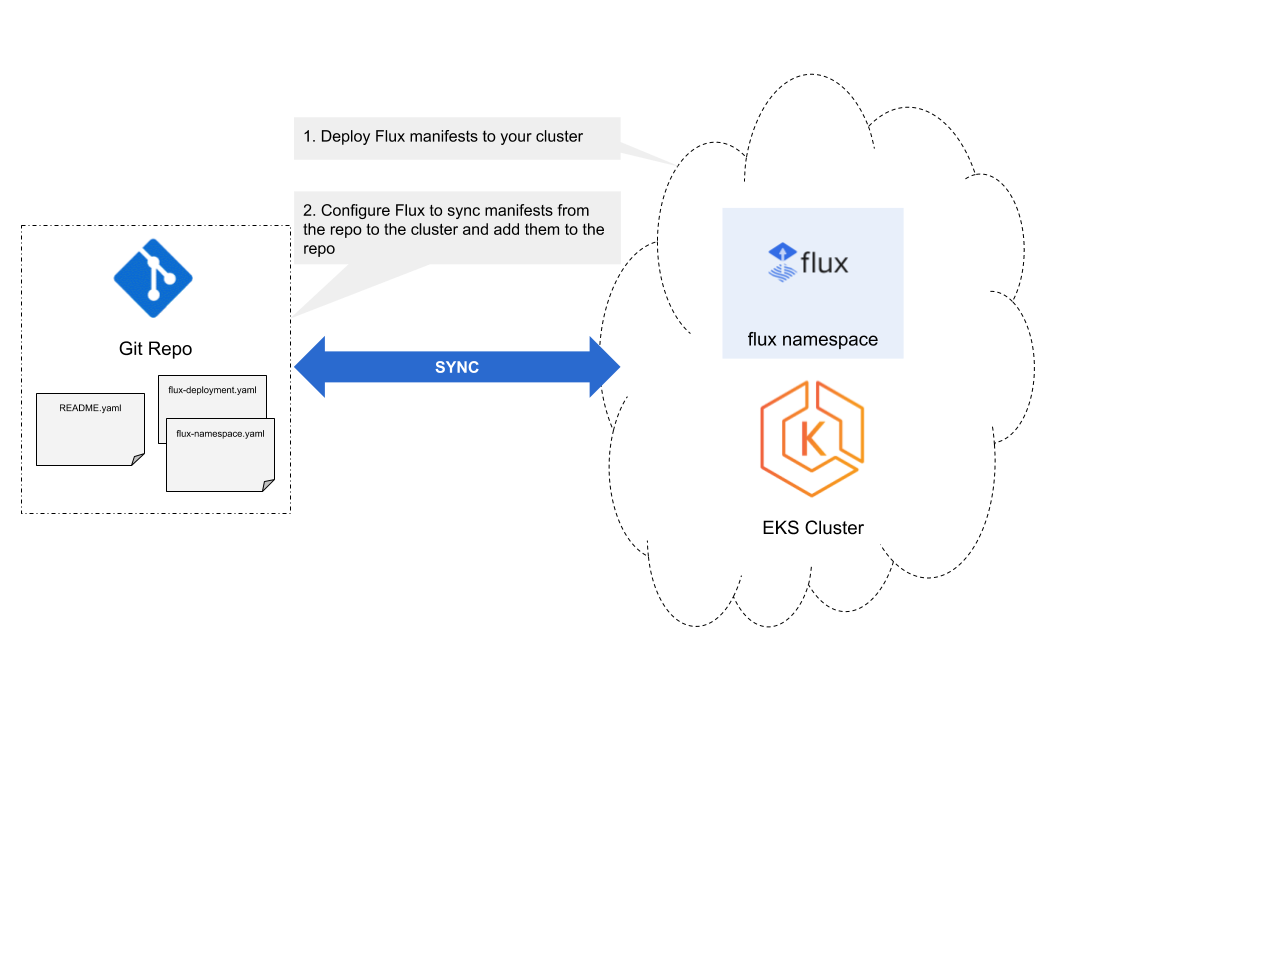 1. Deploy Flux manifests to your cluster
2. Configure Flux to sync manifests from
the repo to the cluster and add them to the
repo
Git Repo
README.yaml
flux-deployment.yaml
flux-namespace.yaml
SYNC
flux
flux namespace
K
EKS Cluster